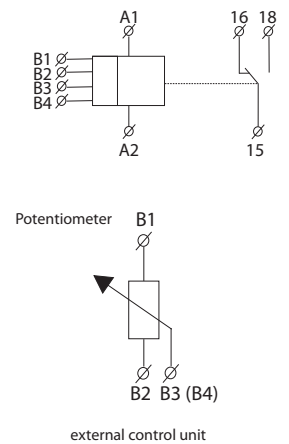 A1 16 18
B1
B2
B3
B4
A2 15
Potentiometer B1
B2 B3 (B4)
external control unit